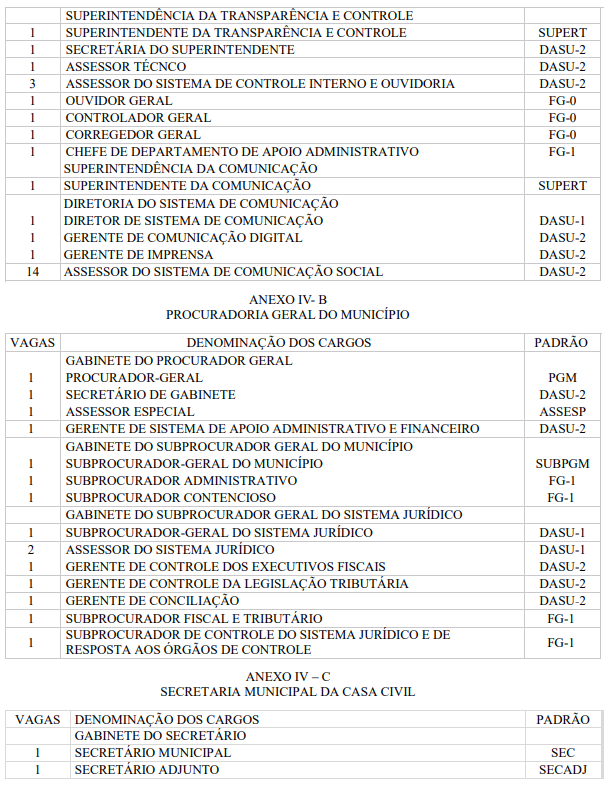 SUPERINTENDÊNCIA DA TRANSPARÊNCIA E CONTROLE
1 SUPERINTENDENTE DA TRANSPARÊNCIA E CONTROLE SUPERT
1 SECRETÁRIA DO SUPERINTENDENTE DASU-2
1 ASSESSOR TÉCNCO DASU-2
3 ASSESSOR DO SISTEMA DE CONTROLE INTERNO E OUVIDORIA DASU-2
1 OUVIDOR GERAL FG-0
1 CONTROLADOR GERAL FG-0
1 CORREGEDOR GERAL FG-0
1 CHEFE DE DEPARTAMENTO DE APOIO ADMINISTRATIVO FG-1
SUPERINTENDÊNCIA DA COMUNICAÇÃO
1 SUPERINTENDENTE DA COMUNICAÇÃO SUPERT
DIRETORIA DO SISTEMA DE COMUNICAÇÃO
1 DIRETOR DE SISTEMA DE COMUNICAÇÃO DASU-1
1 GERENTE DE COMUNICAÇÃO DIGITAL DASU-2
1 GERENTE DE IMPRENSA DASU-2
14 ASSESSOR DO SISTEMA DE COMUNICAÇÃO SOCIAL DASU-2
ANEXO IV- B
PROCURADORIA GERAL DO MUNICÍPIO
VAGAS DENOMINAÇÃO DOS CARGOS PADRÃO
GABINETE DO PROCURADOR GERAL
1 PROCURADOR-GERAL PGM
1 SECRETÁRIO DE GABINETE DASU-2
1 ASSESSOR ESPECIAL ASSESP
1 GERENTE DE SISTEMA DE APOIO ADMINISTRATIVO E FINANCEIRO DASU-2
GABINETE DO SUBPROCURADOR GERAL DO MUNICÍPIO
1 SUBPROCURADOR-GERAL DO MUNICÍPIO SUBPGM
1 SUBPROCURADOR ADMINISTRATIVO FG-1
1 SUBPROCURADOR CONTENCIOSO FG-1
GABINETE DO SUBPROCURADOR GERAL DO SISTEMA JURÍDICO
1 SUBPROCURADOR-GERAL DO SISTEMA JURÍDICO DASU-1
2 ASSESSOR DO SISTEMA JURÍDICO DASU-1
1 GERENTE DE CONTROLE DOS EXECUTIVOS FISCAIS DASU-2
1 GERENTE DE CONTROLE DA LEGISLAÇÃO TRIBUTÁRIA DASU-2
1 GERENTE DE CONCILIAÇÃO DASU-2
1 SUBPROCURADOR FISCAL E TRIBUTÁRIO FG-1
1 SUBPROCURADOR DE CONTROLE DO SISTEMA JURÍDICO E DE
RESPOSTA AOS ÓRGÃOS DE CONTROLE FG-1
ANEXO IV – C
SECRETARIA MUNICIPAL DA CASA CIVIL
VAGAS DENOMINAÇÃO DOS CARGOS PADRÃO
GABINETE DO SECRETÁRIO
1 SECRETÁRIO MUNICIPAL SEC
1 SECRETÁRIO ADJUNTO SECADJ